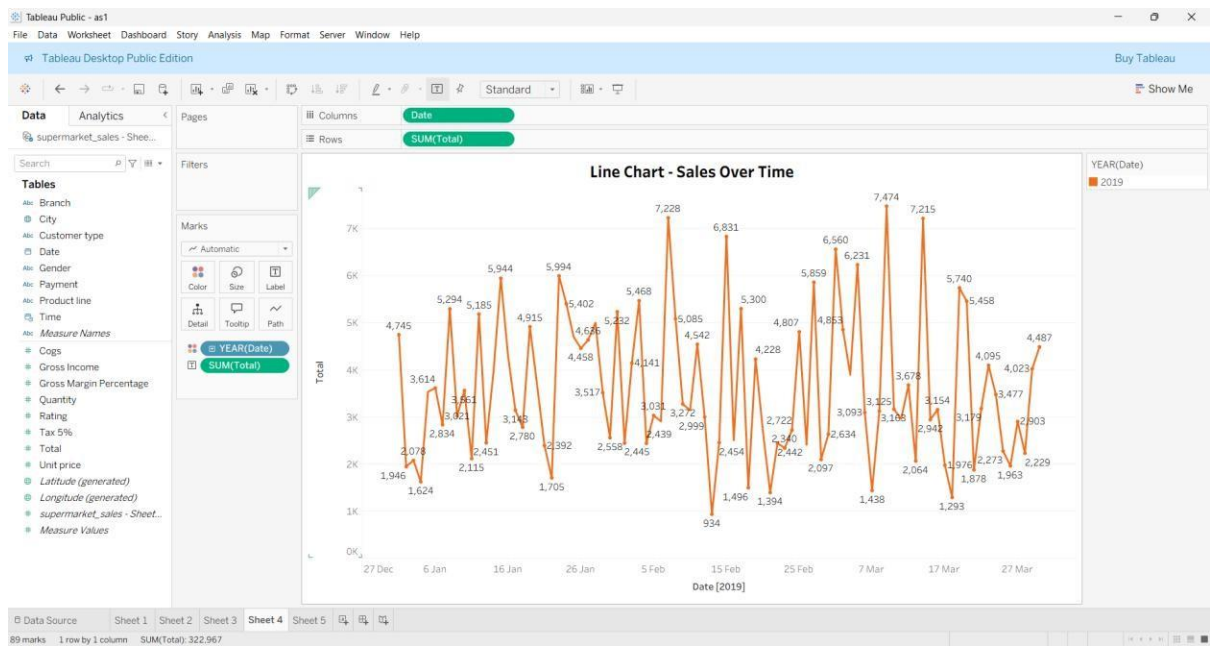 Tableau Public - as1
File Data Worksheet Dashboard Story Analysis Map Format Server Window Help
Tableau Desktop Public Edition
Buy Tableau
Standard
Show Me
Data Analytics
supermarket_sales - Shee...
Search
Tables
Abc Branch
City
Abc Customer type
Date
Abc Gender
Abc Payment
Abc Product line
Time
Abc Measure Names
# Cogs
# Gross Income
# Gross Margin Percentage
# Quantity
# Rating
# Tax 5%
# Total
# Unit price
Latitude (generated)
Longitude (generated)
# supermarket_sales - Sheet...
# Measure Values
Pages
Filters
Marks
Automatic
Color Size Label
Detail Tooltip Path
YEAR(Date)
SUM(Total)
Columns
Date
Rows
SUM(Total)
Line Chart - Sales Over Time
7K
6K
5K
4K
3K
2K
1K
0K
Total
4,745
1,946
2,078
1,624
3,614
2,834
5,294
3,021
3,561
2,115
5,185
2,451
5,944
3,143
2,780
4,915
2,392
1,705
5,994
5,402
4,458
4,636
3,517
2,558
5,232
2,445
4,141
5,468
2,439
3,031
7,228
5,085
3,272
2,999
4,542
934
2,454
6,831
5,300
1,496
4,228
1,394
2,340
2,442
2,722
4,807
5,859
2,097
2,634
6,560
4,853
6,231
3,093
1,438
3,125
7,474
3,163
3,678
2,064
7,215
2,942
3,154
1,976
1,293
5,740
5,458
1,878
3,179
4,095
3,477
2,273
1,963
2,903
2,229
4,023
4,487
27 Dec 6 Jan 16 Jan 26 Jan 5 Feb 15 Feb 25 Feb 7 Mar 17 Mar 27 Mar
Date [2019]
YEAR(Date)
2019
Data Source Sheet 1 Sheet 2 Sheet 3 Sheet 4 Sheet 5
89 marks 1 row by 1 column SUM(Total): 322,967